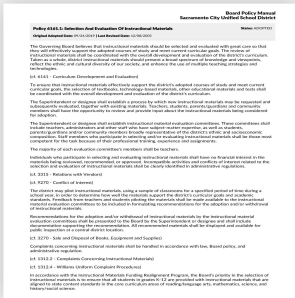 Board Policy Manual
Sacramento City Unified School District
Policy 6161.1: Selection And Evaluation Of Instructional Materials
Status: ADOPTED
Original Adopted Date:
Last Revised Date:
The Governing Board believes that instructional materials should be selected and evaluated with great care so that
they will effectively support the adopted courses of study and meet current curricular goals. The review of
instructional materials shall be coordinated with the overall development and evaluation of the district's curriculum.
Taken as a whole, district instructional materials should present a broad spectrum of knowledge and viewpoints,
reflect the ethnic and cultural diversity of our society, and enhance the use of multiple teaching strategies and
technologies.
(cf. 6141 - Curriculum Development and Evaluation)
To ensure that instructional materials effectively support the district's adopted courses of study and meet current
curricular goals, the selection of textbooks, technology-based materials, other educational materials and tests shall
be coordinated with the overall development and evaluation of the district's curriculum.
The Superintendent or designee shall establish a process by which new instructional materials may be requested and
subsequently evaluated, together with existing materials. Teachers, students, parents/guardians and community
members shall have the opportunity to review and provide input regarding instructional materials recommended
for adoption.
The Superintendent or designee shall establish instructional material evaluation committees. These committees shall
include teachers, administrators and other staff who have subject-matter expertise, as well as students,
parents/guardians and/or community members broadly representative of the district's ethnic and socioeconomic
composition. Staff members who participate in selecting and evaluating instructional materials shall be those most
competent for the task because of their professional training, experience and assignments.
The majority of each evaluation committee's members shall be teachers.
Individuals who participate in selecting and evaluating instructional materials shall have no financial interest in the
materials being reviewed, recommended, or approved. Incompatible activities and conflict of interest related to the
selection and evaluation of instructional materials shall be clearly identified in administrative regulations.
(cf. 3315 - Relations with Vendors)
(cf. 9270 - Conflict of Interest)
The district may pilot instructional materials, using a sample of classrooms for a specified period of time during a
school year, in order to determine how well the materials support the district's curricular goals and academic
standards. Feedback from teachers and students piloting the materials shall be made available to the instructional
material evaluation committees to be included in formulating recommendations for the adoption and/or withdrawal
of instructional materials.
Recommendations for the adoption and/or withdrawal of instructional materials by the instructional material
evaluation committees shall be presented to the Board by the Superintendent or designee and shall include
documentation supporting the recommendations. All recommended materials shall be displayed and available for
public inspection at a central district location.
(cf. 3270 - Sale and Disposal of Books, Equipment and Supplies)
Complaints concerning instructional materials shall be handled in accordance with law, Board policy, and
administrative regulation.
(cf. 1312.2 - Complaints Concerning Instructional Materials)
(cf. 1312.4 - Williams Uniform Complaint Procedures)
In accordance with the Instructional Materials Funding Realignment Program, the Board's priority in the selection of
instructional materials is to ensure that all students in grades K-12 are provided with instructional materials that are
aligned to state content standards in the core curriculum areas of reading/language arts, mathematics, science, and
history/social science.